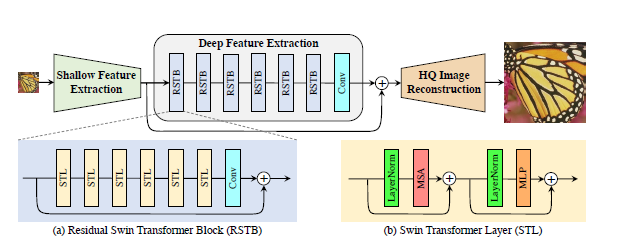 Deep Feature Extraction
Shallow Feature
Extraction
RSTB
RSTB
RSTB
RSTB
RSTB
RSTB
Conv
+
HQ Image
Reconstruction
STL
STL
STL
STL
STL
STL
Conv
+
LayerNorm
MSA
+
LayerNorm
MLP
+
(a) Residual Swin Transformer Block (RSTB)
(b) Swin Transformer Layer (STL)